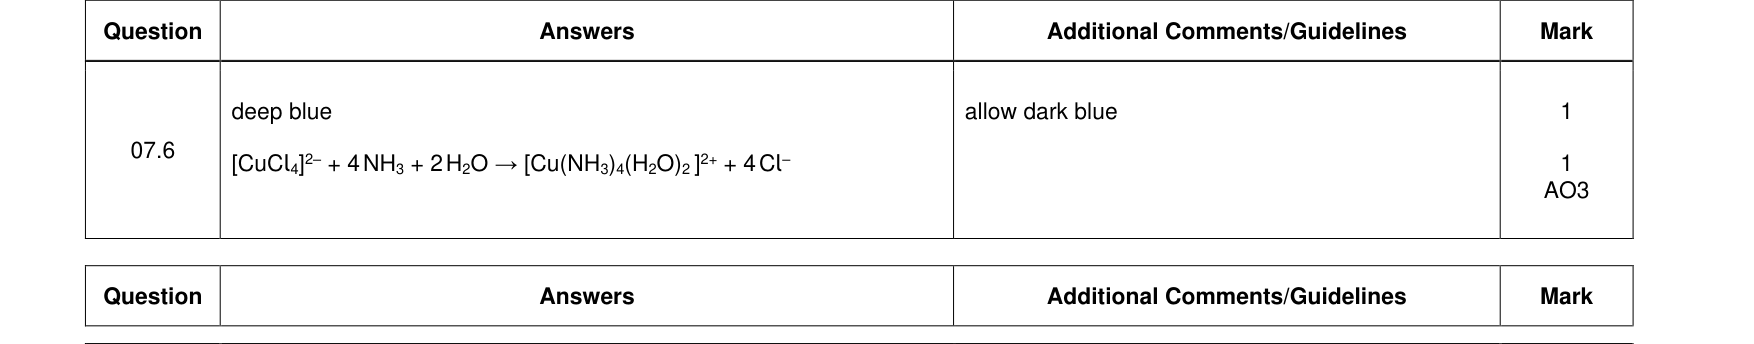 Question Answers Additional Comments/Guidelines Mark
deep blue allow dark blue 1
07.6
[CuCl₄]²⁻ + 4 NH₃ + 2 H₂O → [Cu(NH₃)₄(H₂O)₂ ]²⁺ + 4 Cl⁻ 1
AO3
Question Answers Additional Comments/Guidelines Mark